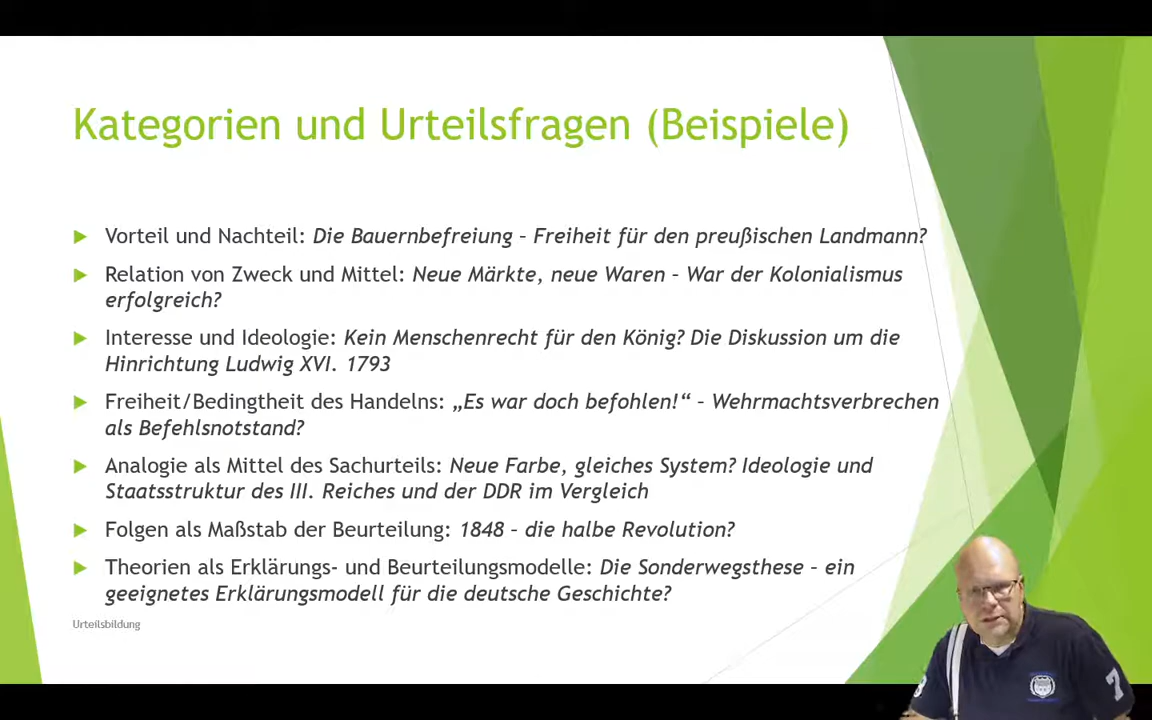 Kategorien und Urteilsfragen (Beispiele)
Vorteil und Nachteil: Die Bauernbefreiung – Freiheit für den preußischen Landmann?
Relation von Zweck und Mittel: Neue Märkte, neue Waren – War der Kolonialismus
erfolgreich?
Interesse und Ideologie: Kein Menschenrecht für den König? Die Diskussion um die
Hinrichtung Ludwig XVI. 1793
Freiheit/Bedingtheit des Handelns: „Es war doch befohlen!“ – Wehrmachtsverbrechen
als Befehlsnotstand?
Analogie als Mittel des Sachurteils: Neue Farbe, gleiches System? Ideologie und
Staatsstruktur des III. Reiches und der DDR im Vergleich
Folgen als Maßstab der Beurteilung: 1848 – die halbe Revolution?
Theorien als Erklärungs- und Beurteilungsmodelle: Die Sonderwegsthese – ein
geeignetes Erklärungsmodell für die deutsche Geschichte?
Urteilsbildung
7